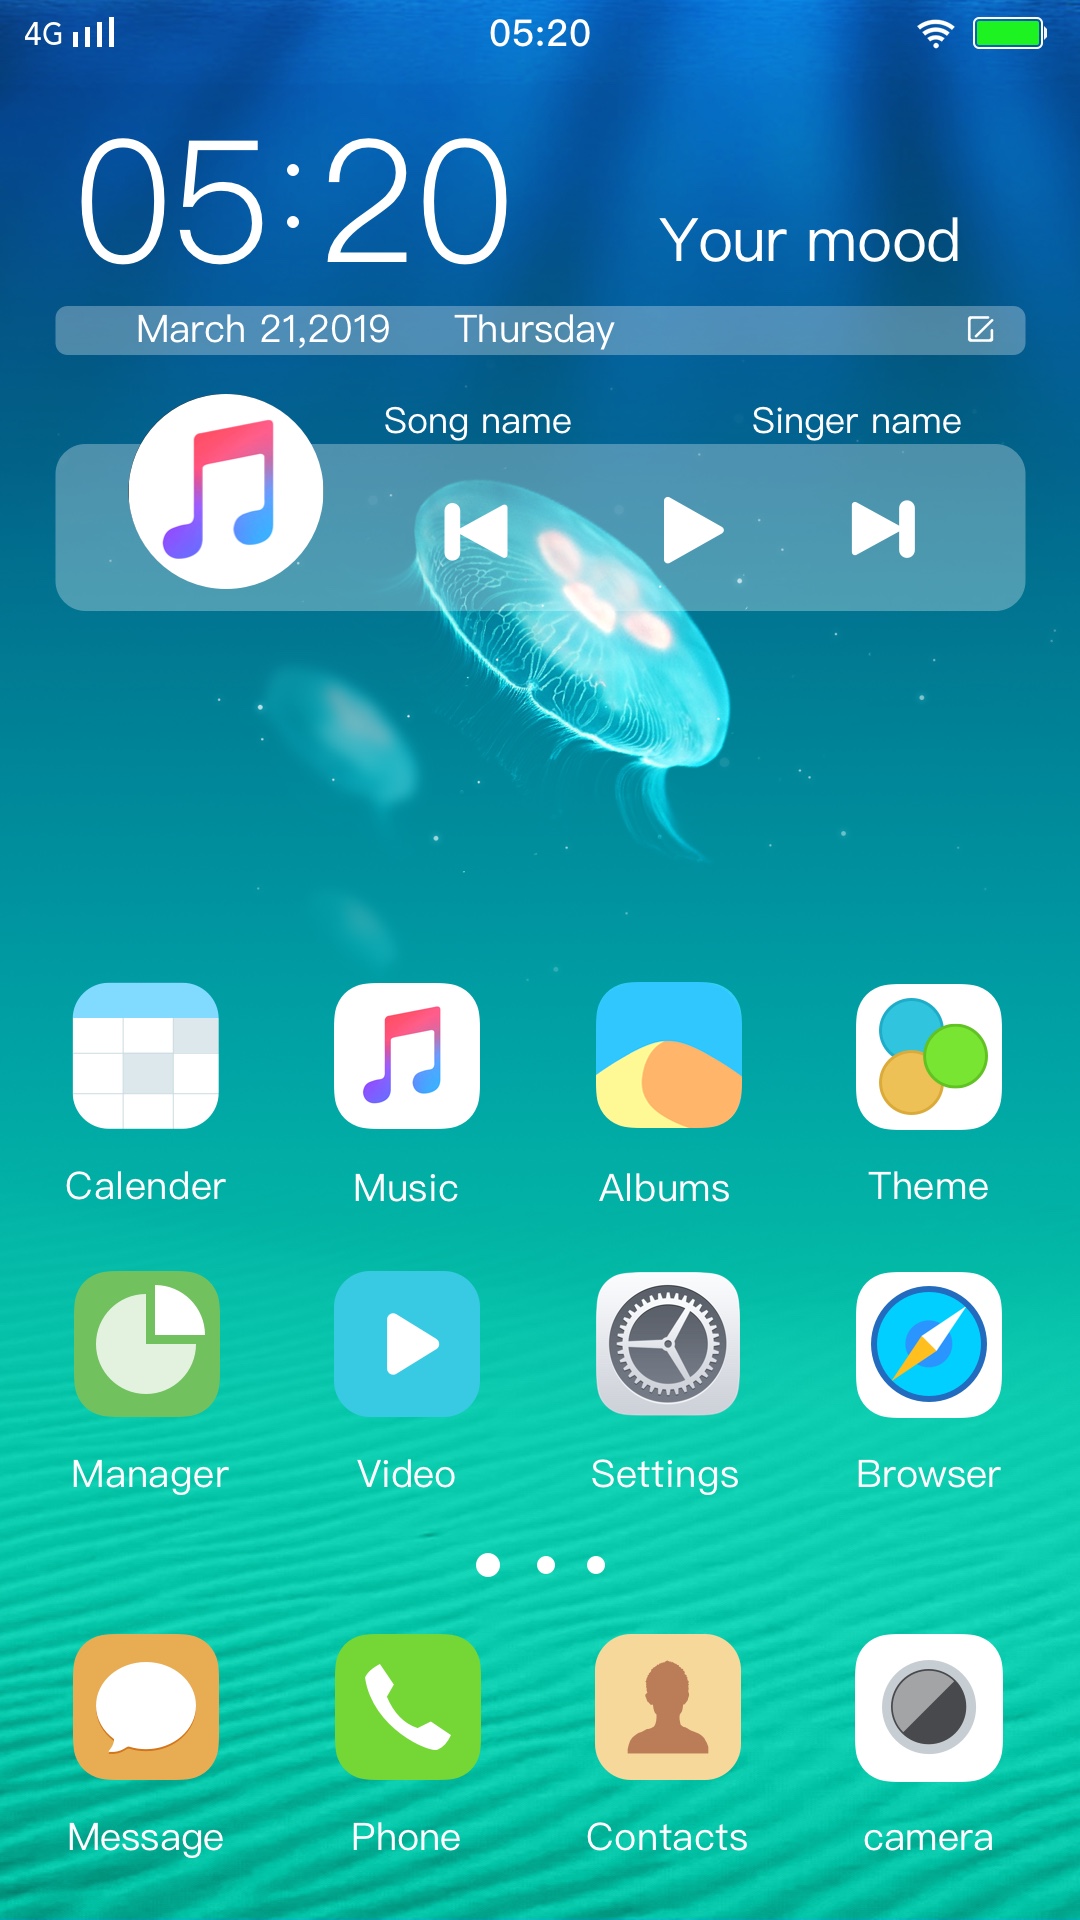 4G 05:20
05:20
Your mood
March 21,2019 Thursday
Song name Singer name
Calender Music Albums Theme
Manager Video Settings Browser
Message Phone Contacts camera